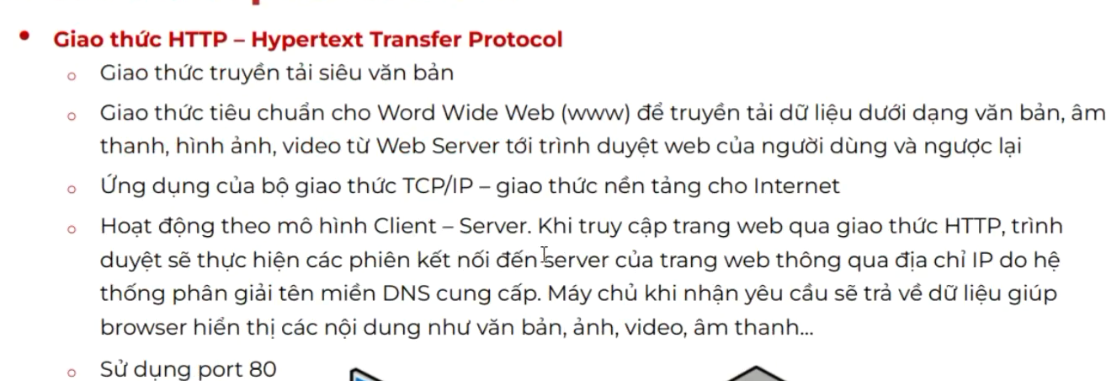 • Giao thức HTTP – Hypertext Transfer Protocol
o Giao thức truyền tải siêu văn bản
o Giao thức tiêu chuẩn cho Word Wide Web (www) để truyền tải dữ liệu dưới dạng văn bản, âm
thanh, hình ảnh, video từ Web Server tới trình duyệt web của người dùng và ngược lại
o Ứng dụng của bộ giao thức TCP/IP – giao thức nền tảng cho Internet
o Hoạt động theo mô hình Client – Server. Khi truy cập trang web qua giao thức HTTP, trình
duyệt sẽ thực hiện các phiên kết nối đến server của trang web thông qua địa chỉ IP do hệ
thống phân giải tên miền DNS cung cấp. Máy chủ khi nhận yêu cầu sẽ trả về dữ liệu giúp
browser hiển thị các nội dung như văn bản, ảnh, video, âm thanh...
o Sử dụng port 80